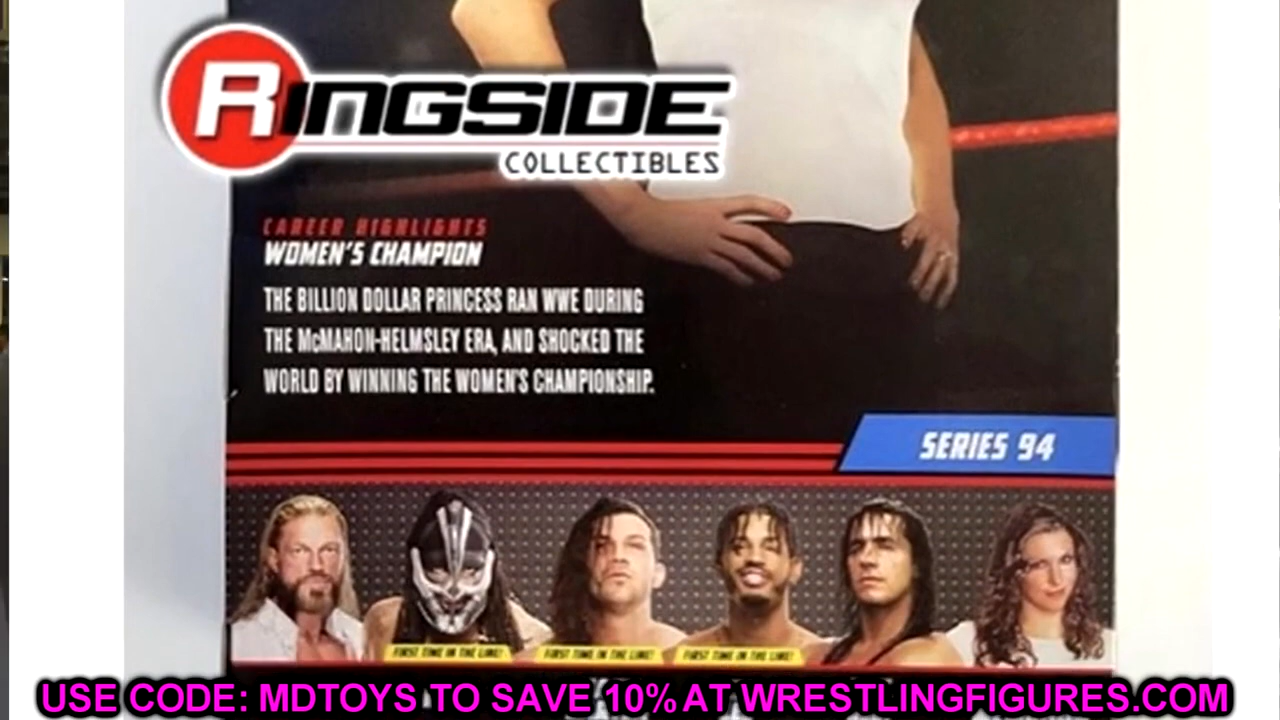 RINGSIDE
COLLECTIBLES
CAREER HIGHLIGHTS
WOMEN'S CHAMPION
THE BILLION DOLLAR PRINCESS RAN WWE DURING
THE McMAHON-HELMSLEY ERA, AND SHOCKED THE
WORLD BY WINNING THE WOMEN'S CHAMPIONSHIP.
SERIES 94
FIRST TIME IN THE LINE! FIRST TIME IN THE LINE! FIRST TIME IN THE LINE!
USE CODE: MDTOYS TO SAVE 10% AT WRESTLINGFIGURES.COM